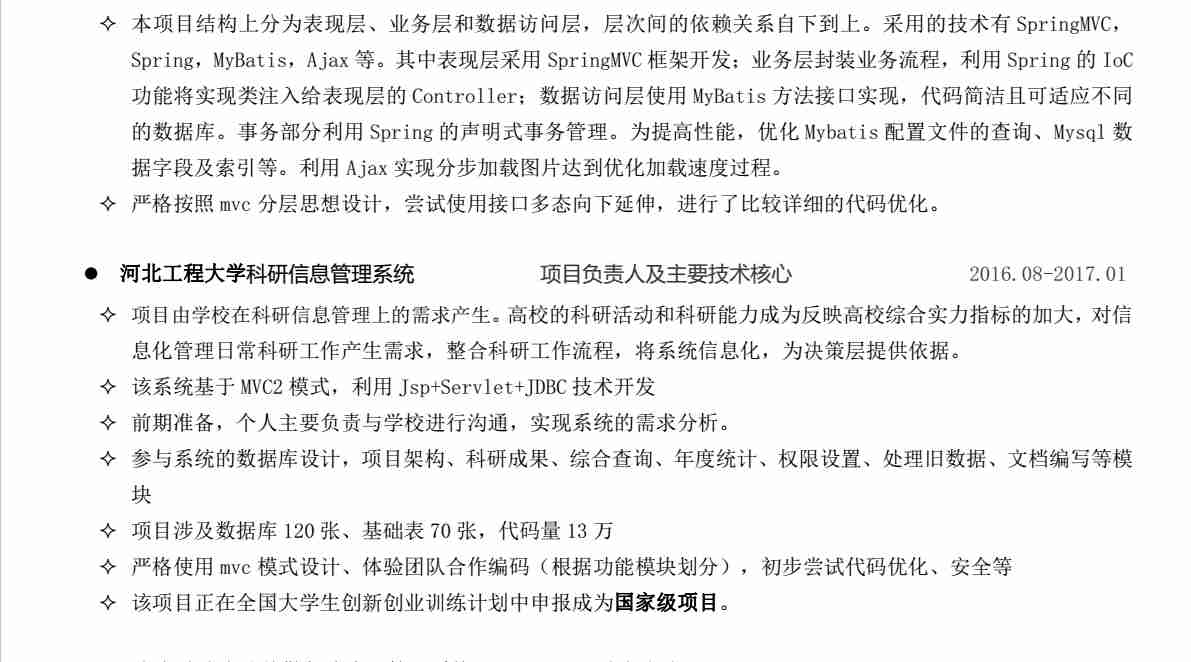 ✧ 本项目结构上分为表现层、业务层和数据访问层，层次间的依赖关系自下到上。采用的技术有 SpringMVC，
Spring，MyBatis，Ajax 等。其中表现层采用 SpringMVC 框架开发；业务层封装业务流程，利用 Spring 的 IoC
功能将实现类注入给表现层的 Controller；数据访问层使用 MyBatis 方法接口实现，代码简洁且可适应不同
的数据库。事务部分利用 Spring 的声明式事务管理。为提高性能，优化 Mybatis 配置文件的查询、Mysql 数
据字段及索引等。利用 Ajax 实现分步加载图片达到优化加载速度过程。
✧ 严格按照 mvc 分层思想设计，尝试使用接口多态向下延伸，进行了比较详细的代码优化。
● 河北工程大学科研信息管理系统 项目负责人及主要技术核心 2016.08-2017.01
✧ 项目由学校在科研信息管理上的需求产生。高校的科研活动和科研能力成为反映高校综合实力指标的加大，对信
息化管理日常科研工作产生需求，整合科研工作流程，将系统信息化，为决策层提供依据。
✧ 该系统基于 MVC2 模式，利用 Jsp+Servlet+JDBC 技术开发
✧ 前期准备，个人主要负责与学校进行沟通，实现系统的需求分析。
✧ 参与系统的数据库设计，项目架构、科研成果、综合查询、年度统计、权限设置、处理旧数据、文档编写等模
块
✧ 项目涉及数据库 120 张、基础表 70 张，代码量 13 万
✧ 严格使用 mvc 模式设计、体验团队合作编码（根据功能模块划分），初步尝试代码优化、安全等
✧ 该项目正在全国大学生创新创业训练计划中申报成为国家级项目。